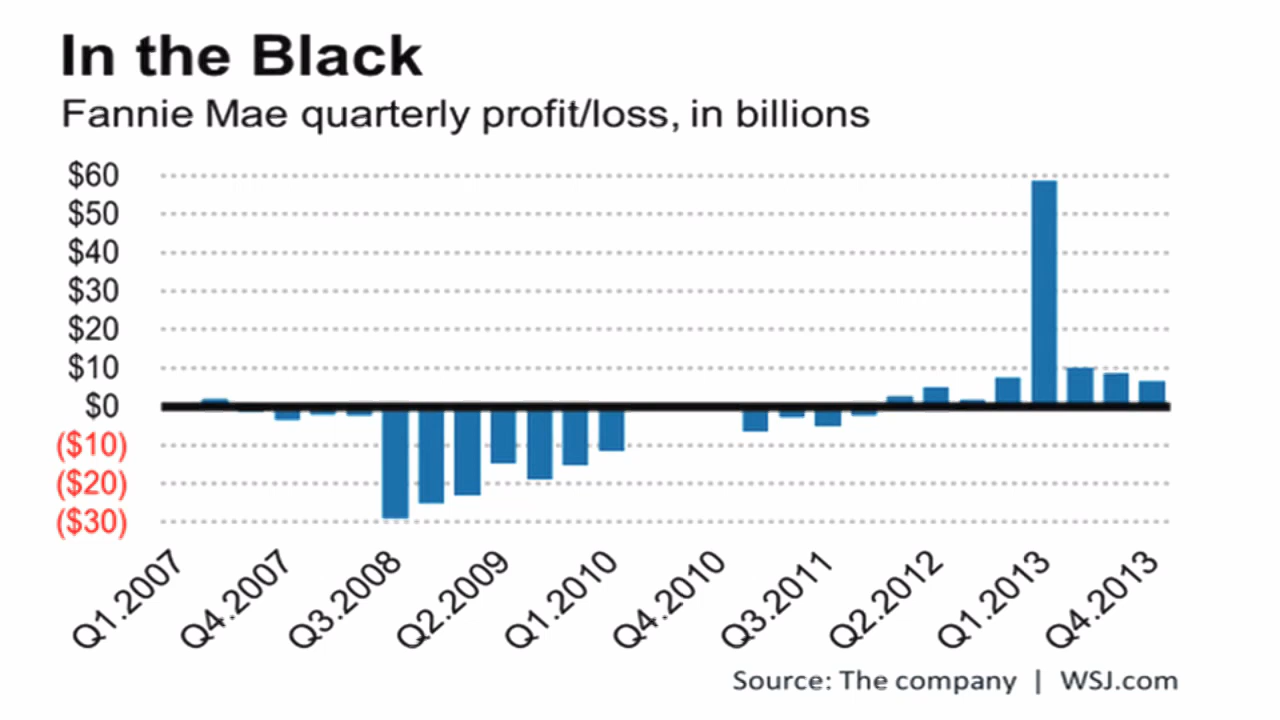 In the Black
Fannie Mae quarterly profit/loss, in billions
$60
$50
$40
$30
$20
$10
$0
($10)
($20)
($30)
Q1.2007
Q4.2007
Q3.2008
Q2.2009
Q1.2010
Q4.2010
Q3.2011
Q2.2012
Q1.2013
Q4.2013
Source: The company | WSJ.com